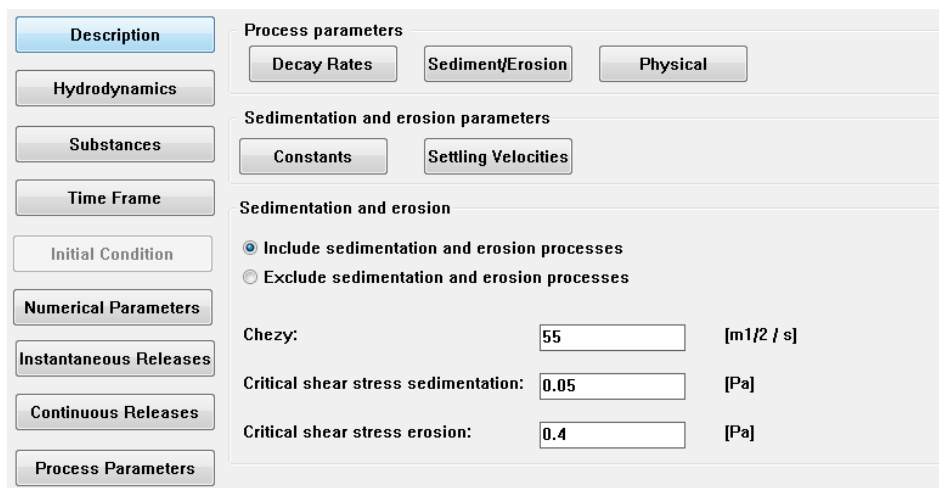 Description
Hydrodynamics
Substances
Time Frame
Initial Condition
Numerical Parameters
Instantaneous Releases
Continuous Releases
Process Parameters
Process parameters
Decay Rates Sediment/Erosion Physical
Sedimentation and erosion parameters
Constants Settling Velocities
Sedimentation and erosion
Include sedimentation and erosion processes
Exclude sedimentation and erosion processes
Chezy: 55 [m1/2 / s]
Critical shear stress sedimentation: 0.05 [Pa]
Critical shear stress erosion: 0.4 [Pa]